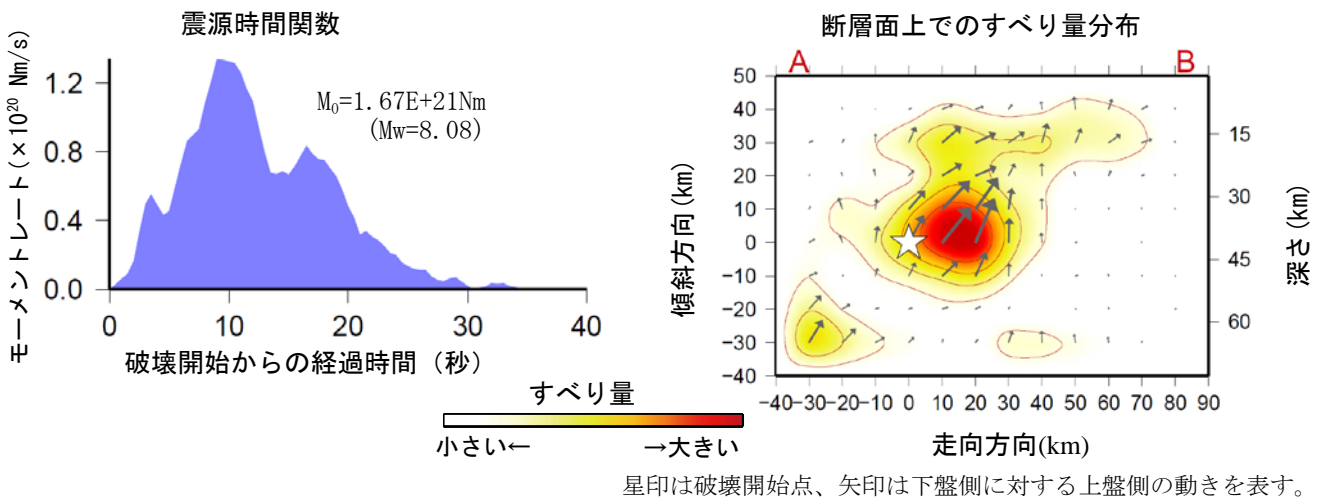 震源時間関数
モーメントレート(×10²⁰ Nm/s)
1.2
0.8
0.4
0.0
M₀=1.67E+21Nm
(Mw=8.08)
0 10 20 30 40
破壊開始からの経過時間（秒）
断層面上でのすべり量分布
A B
傾斜方向(km)
50
40
30
20
10
0
−10
−20
−30
−40
15
30
45
60
深さ(km)
−40 −30 −20 −10 0 10 20 30 40 50 60 70 80 90
走向方向(km)
すべり量
小さい← →大きい
星印は破壊開始点、矢印は下盤側に対する上盤側の動きを表す。